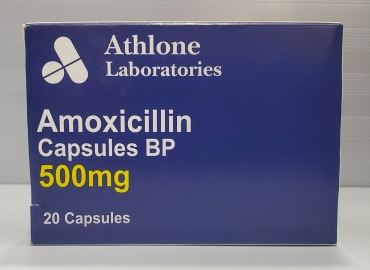 Athlone
Laboratories
Amoxicillin
Capsules BP
500mg
20 Capsules